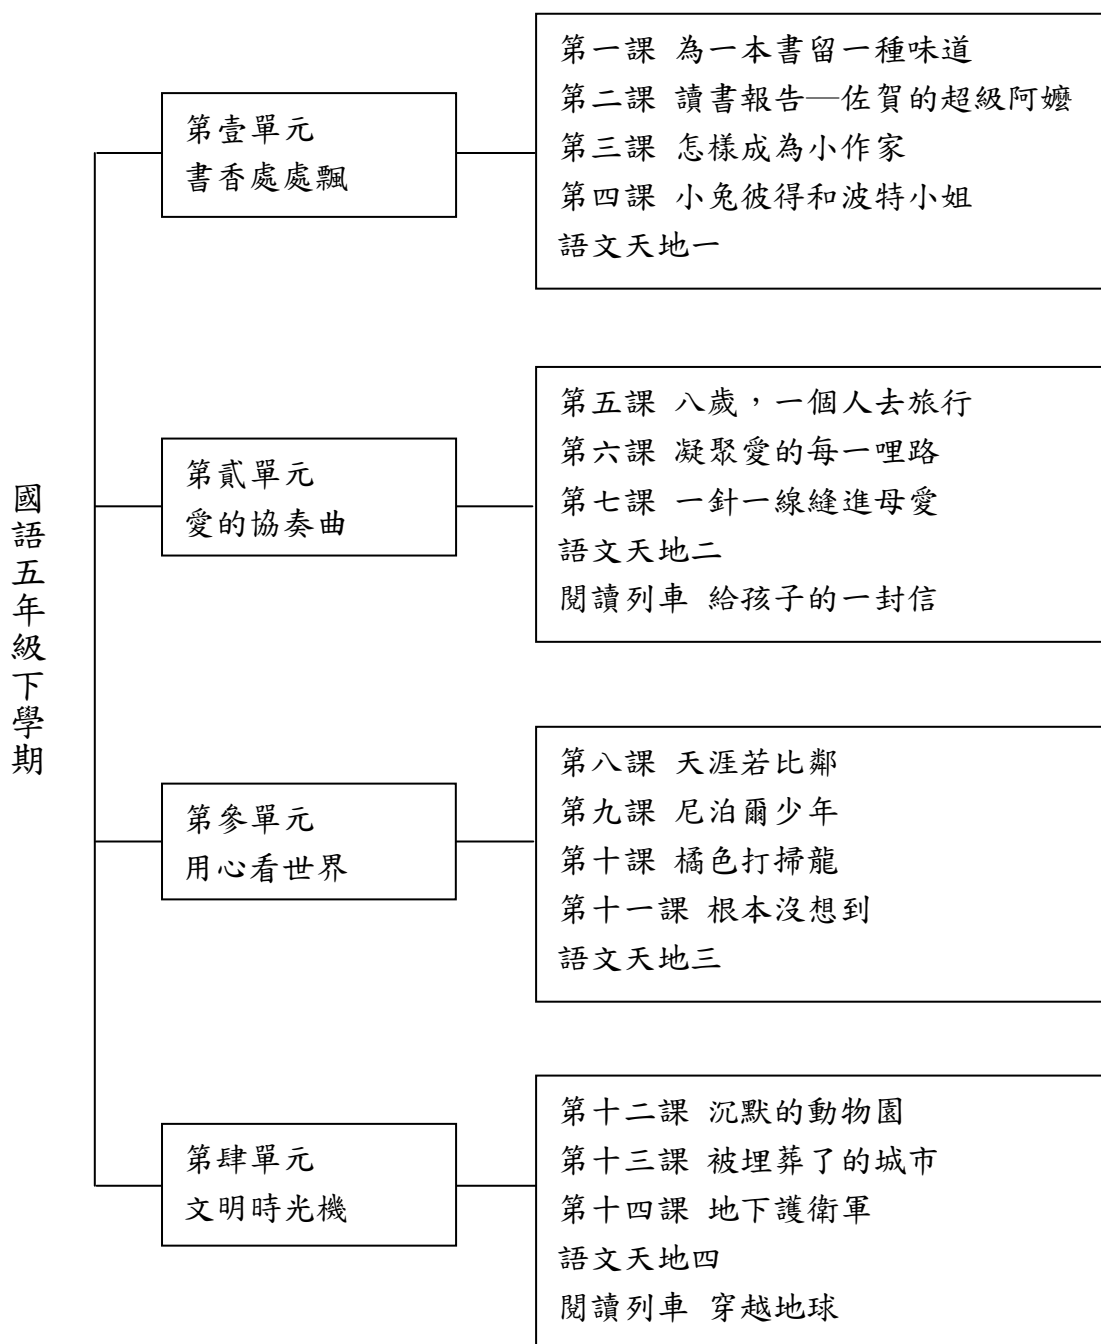 國語五年級下學期
第壹單元
書香處處飄
第一課 為一本書留一種味道
第二課 讀書報告—佐賀的超級阿嬤
第三課 怎樣成為小作家
第四課 小兔彼得和波特小姐
語文天地一
第貳單元
愛的協奏曲
第五課 八歲，一個人去旅行
第六課 凝聚愛的每一哩路
第七課 一針一線縫進母愛
語文天地二
閱讀列車 給孩子的一封信
第參單元
用心看世界
第八課 天涯若比鄰
第九課 尼泊爾少年
第十課 橘色打掃龍
第十一課 根本沒想到
語文天地三
第肆單元
文明時光機
第十二課 沉默的動物園
第十三課 被埋葬了的城市
第十四課 地下護衛軍
語文天地四
閱讀列車 穿越地球